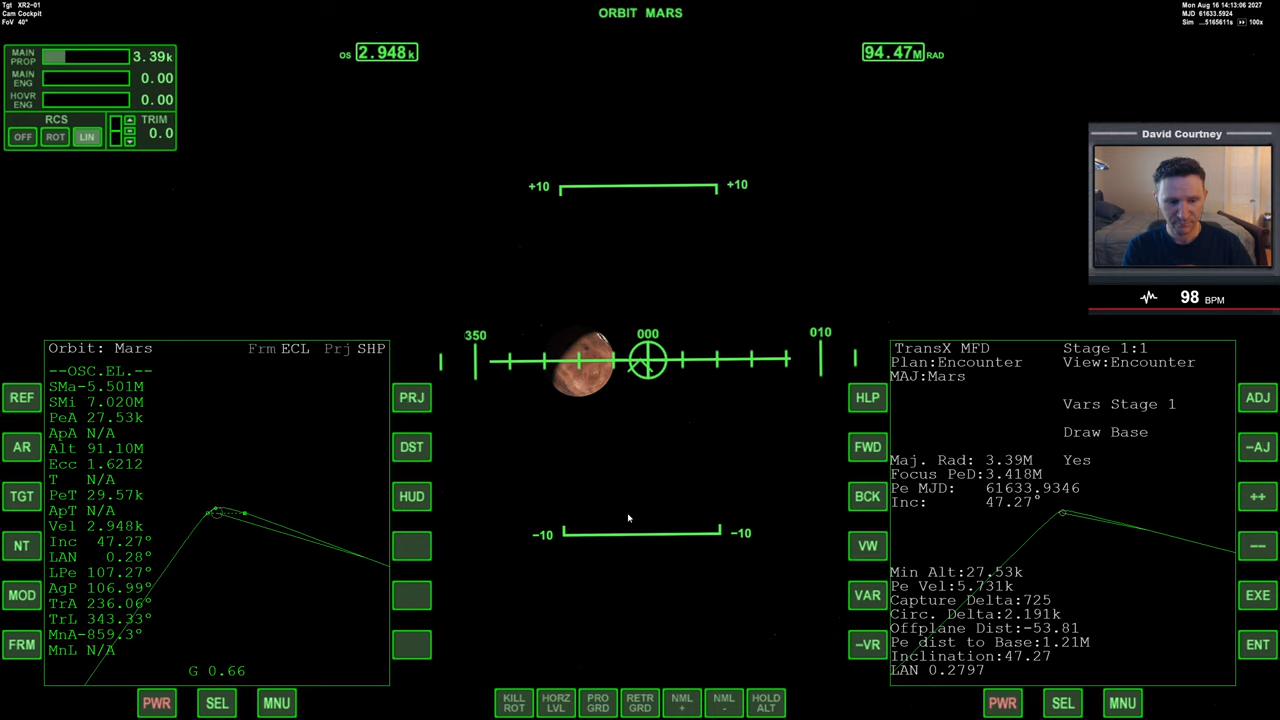 Tgt XR2-01
Cam Cockpit
FoV 40°
ORBIT MARS
Mon Aug 16 14:13:06 2027
MJD 61633.5924
Sim ...5165611s 100x
MAIN PROP 3.39k
MAIN ENG 0.00
HOVR ENG 0.00
RCS TRIM
OFF ROT LIN 0.0
OS 2.948k
94.47M RAD
David Courtney
98 BPM
+10 +10
350 000 010
-10 -10
Orbit: Mars Frm ECL Prj SHP
--OSC.EL.--
SMa-5.501M
SMi 7.020M
PeA 27.53k
ApA N/A
Alt 91.10M
Ecc 1.6212
T N/A
PeT 29.57k
ApT N/A
Vel 2.948k
Inc 47.27°
LAN 0.28°
LPe 107.27°
AgP 106.99°
TrA 236.06°
TrL 343.33°
MnA-859.3°
MnL N/A
G 0.66
REF
AR
TGT
NT
MOD
FRM
PRJ
DST
HUD
PWR SEL MNU
KILL ROT
HORZ LVL
PRO GRD
RETR GRD
NML +
NML -
HOLD ALT
TransX MFD Stage 1:1
Plan:Encounter View:Encounter
MAJ:Mars
Vars Stage 1
Draw Base
Yes
Maj. Rad: 3.39M
Focus PeD:3.418M
Pe MJD: 61633.9346
Inc: 47.27°
Min Alt:27.53k
Pe Vel:5.731k
Capture Delta:725
Circ. Delta:2.191k
Offplane Dist:-53.81
Pe dist to Base:1.21M
Inclination:47.27
LAN 0.2797
HLP
FWD
BCK
VW
VAR
-VR
ADJ
-AJ
++
--
EXE
ENT
PWR SEL MNU